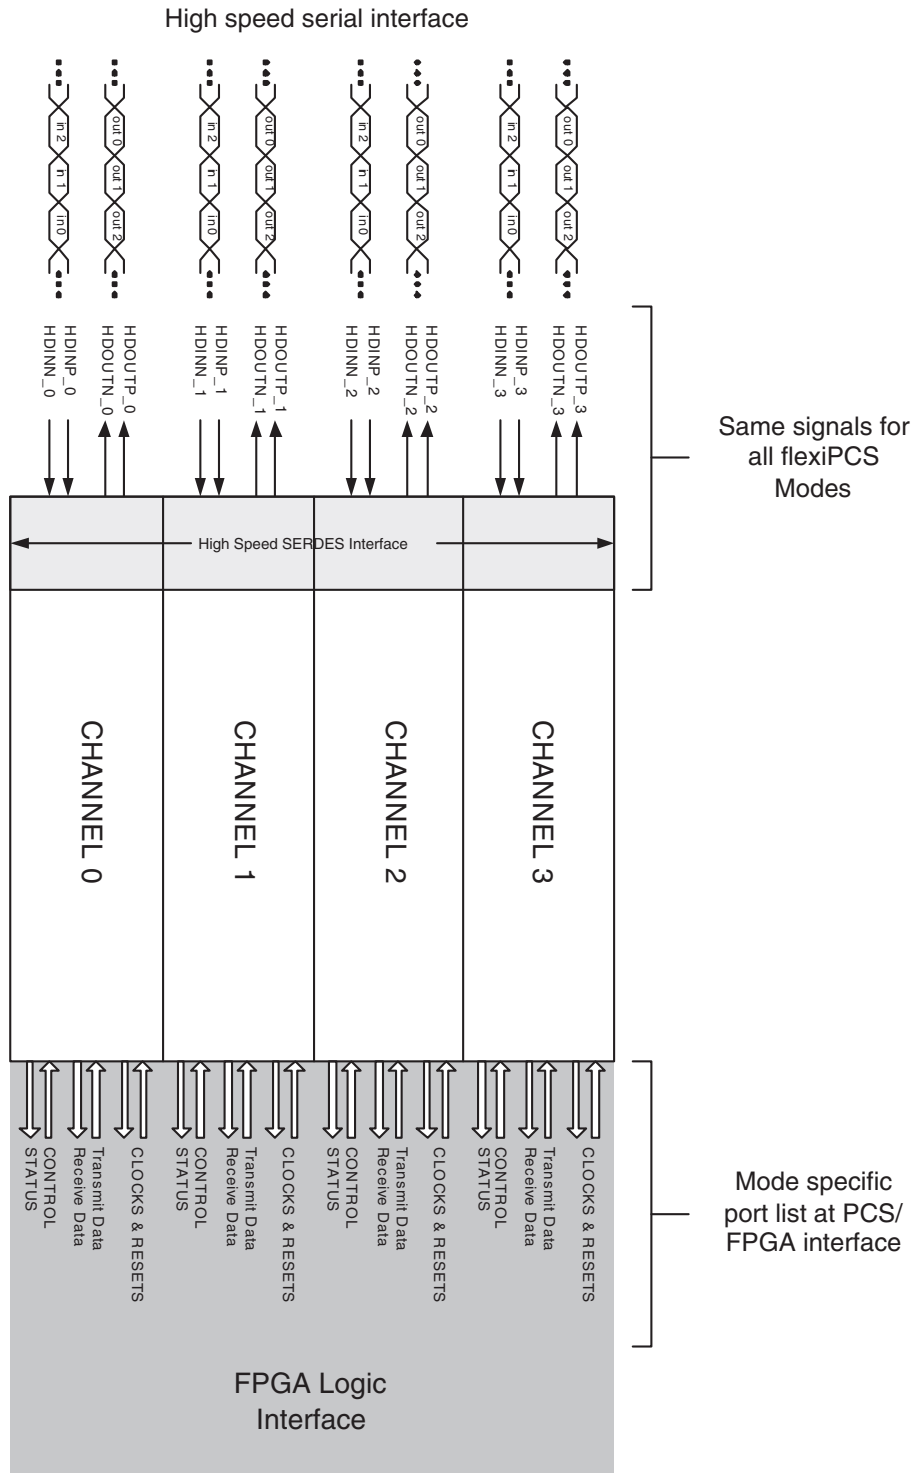 High speed serial interface
in 2
in 1
in0
out 0
out 1
out 2
in 2
in 1
in0
out 0
out 1
out 2
in 2
in 1
in0
out 0
out 1
out 2
in 2
in 1
in0
out 0
out 1
out 2
HDINN_0
HDINP_0
HDOUTN_0
HDOUTP_0
HDINN_1
HDINP_1
HDOUTN_1
HDOUTP_1
HDINN_2
HDINP_2
HDOUTN_2
HDOUTP_2
HDINN_3
HDINP_3
HDOUTN_3
HDOUTP_3
Same signals for
all flexiPCS
Modes
High Speed SERDES Interface
CHANNEL 0
CHANNEL 1
CHANNEL 2
CHANNEL 3
STATUS
CONTROL
Receive Data
Transmit Data
CLOCKS & RESETS
STATUS
CONTROL
Receive Data
Transmit Data
CLOCKS & RESETS
STATUS
CONTROL
Receive Data
Transmit Data
CLOCKS & RESETS
STATUS
CONTROL
Receive Data
Transmit Data
CLOCKS & RESETS
Mode specific
port list at PCS/
FPGA interface
FPGA Logic
Interface